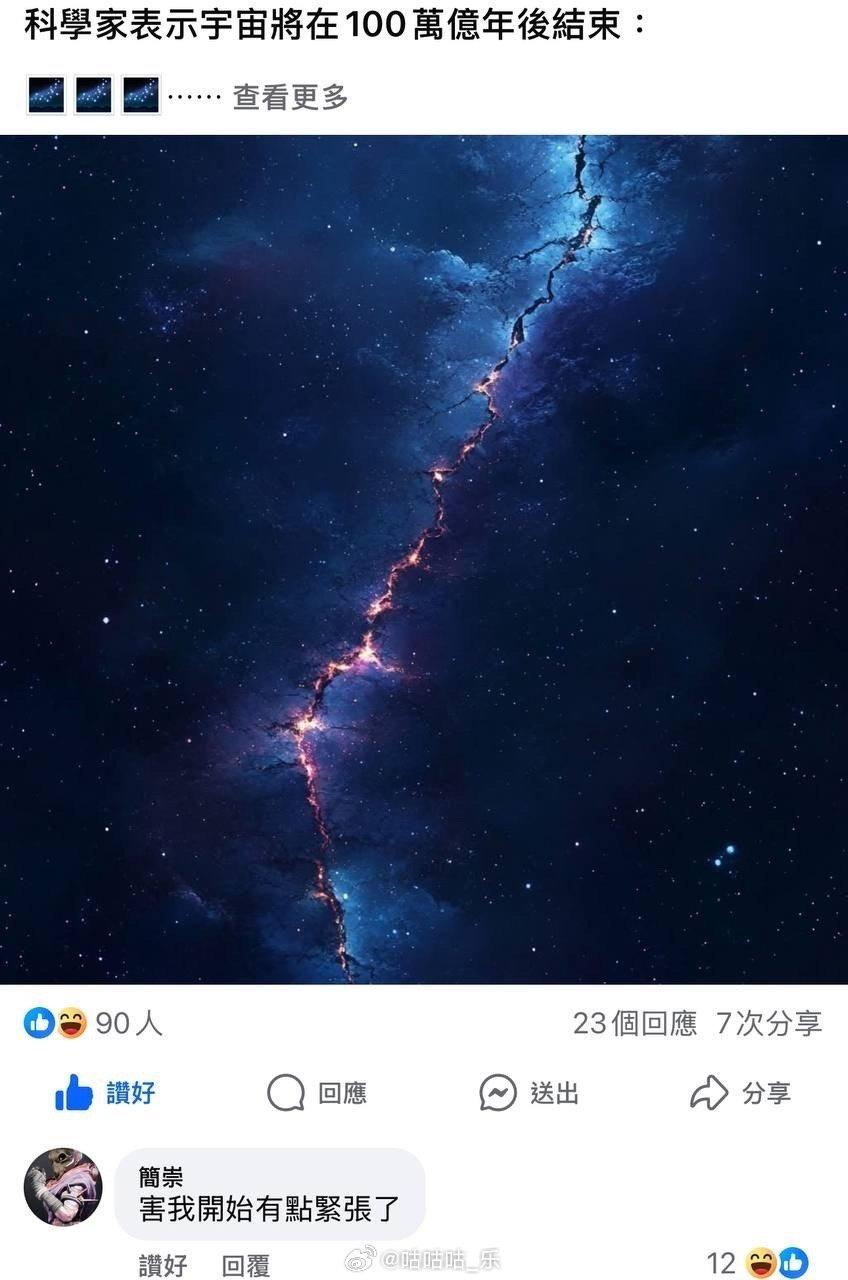 科學家表示宇宙將在100萬億年後結束：
…… 查看更多
90人
23個回應 7次分享
讚好 回應 送出 分享
簡崇
害我開始有點緊張了
讚好 回覆 12
@咕咕咕_乐